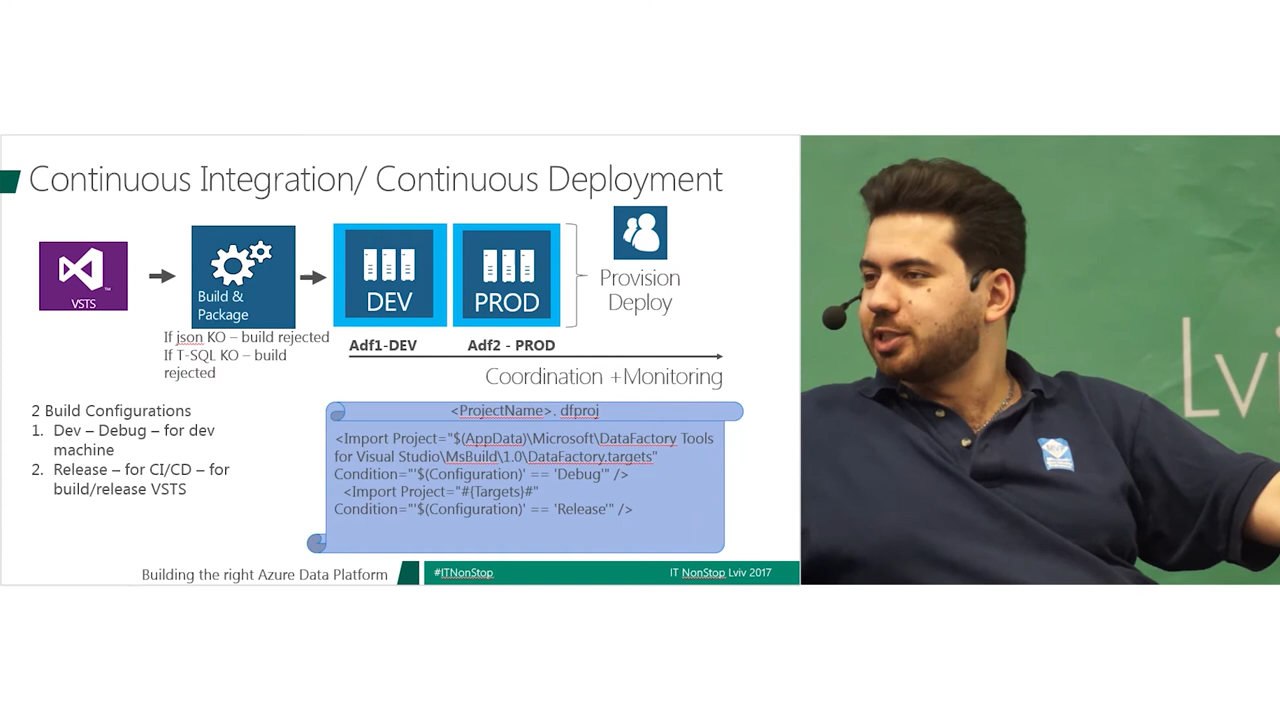 Continuous Integration/ Continuous Deployment
VSTS
Build &
Package
DEV
PROD
Provision
Deploy
If json KO – build rejected
If T-SQL KO – build
rejected
Adf1-DEV
Adf2 - PROD
Coordination +Monitoring
2 Build Configurations
1. Dev – Debug – for dev
machine
2. Release – for CI/CD – for
build/release VSTS
<ProjectName>. dfproj
<Import Project="$(AppData)\Microsoft\DataFactory Tools
for Visual Studio\MsBuild\1.0\DataFactory.targets"
Condition="'$(Configuration)' == 'Debug'" />
<Import Project="#{Targets}#"
Condition="'$(Configuration)' == 'Release'" />
Building the right Azure Data Platform
#ITNonStop
IT NonStop Lviv 2017
Lvi